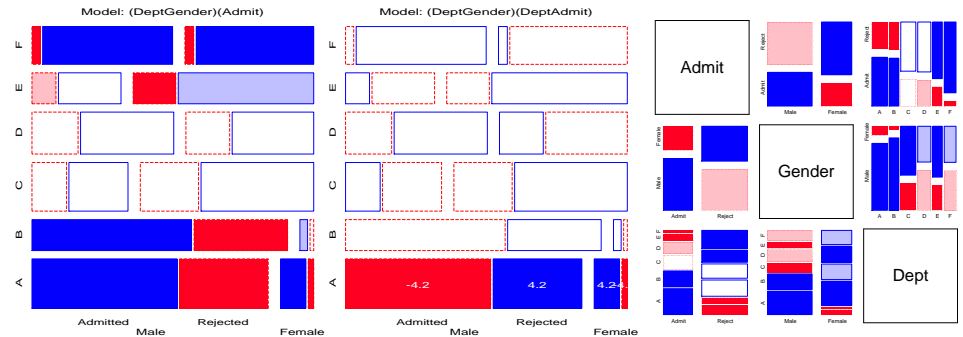 Model: (DeptGender)(Admit)
F
E
D
C
B
A
Admitted Rejected
Male Female
Model: (DeptGender)(DeptAdmit)
F
E
D
C
B
A
-4.2 4.2 4.2 -4.
Admitted Rejected
Male Female
Admit
Reject
Admit
Male Female
Reject
Admit
A B C D E F
Female
Male
Admit Reject
Gender
Female
Male
A B C D E F
F
E
D
C
B
A
Admit Reject
F
E
D
C
B
A
Male Female
Dept